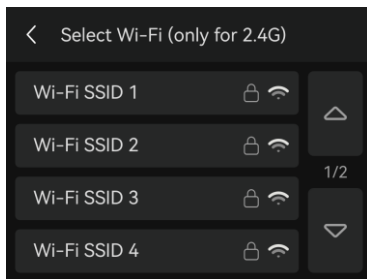 Select Wi-Fi (only for 2.4G)
Wi-Fi SSID 1
Wi-Fi SSID 2
1/2
Wi-Fi SSID 3
Wi-Fi SSID 4